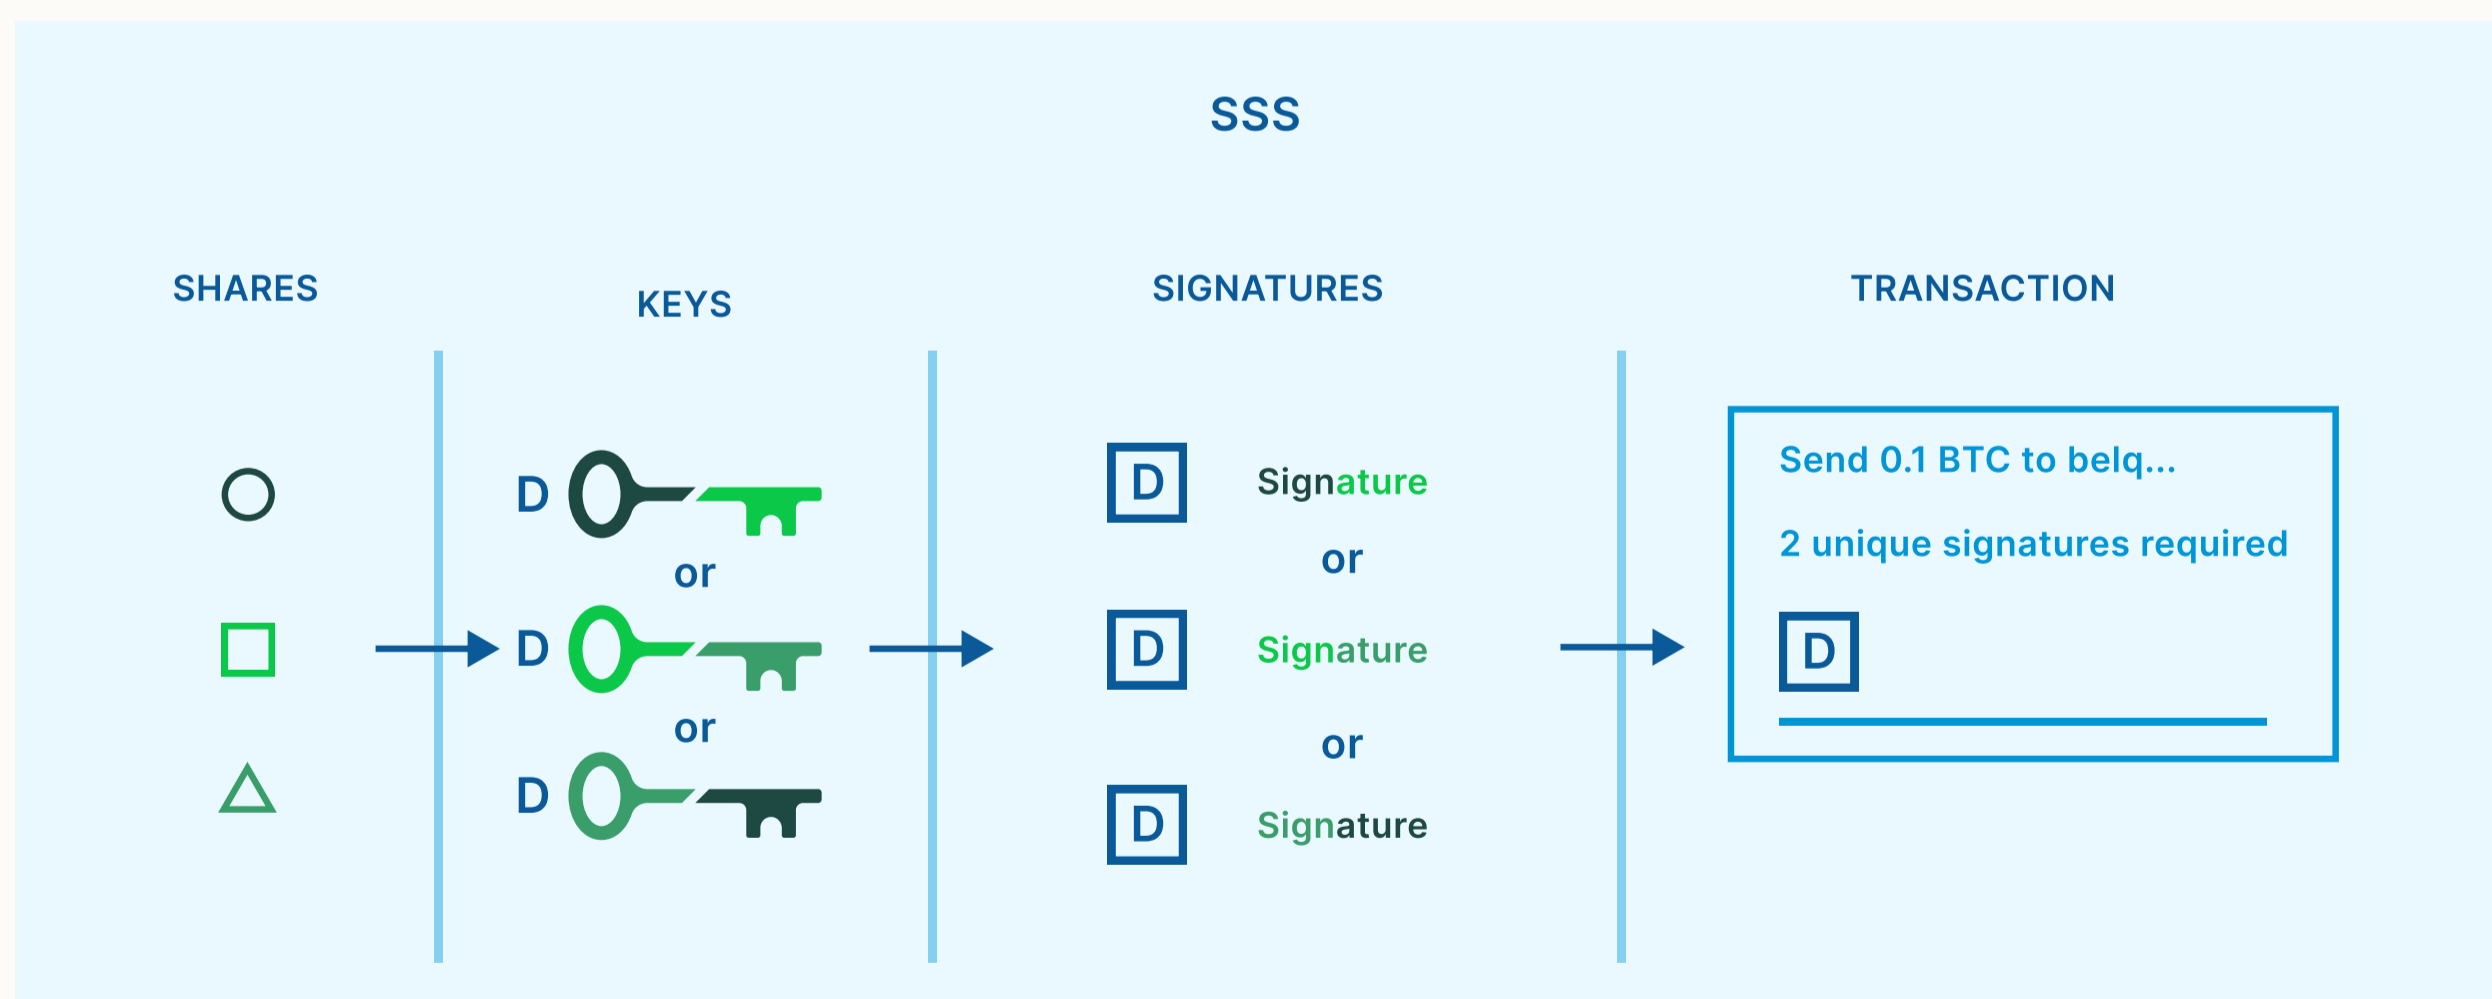 SSS
SHARES
KEYS
SIGNATURES
TRANSACTION
D
or
D
or
D
D Signature
or
D Signature
or
D Signature
Send 0.1 BTC to belq...
2 unique signatures required
D